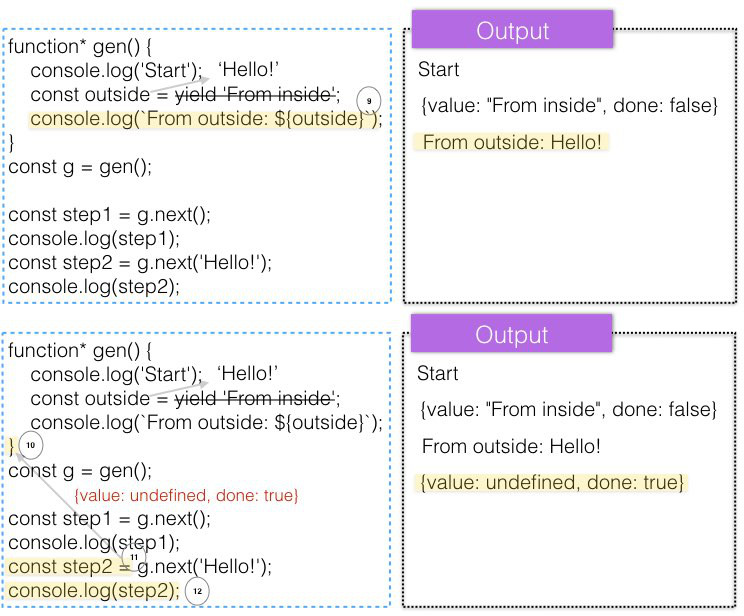 Output
function* gen() {
console.log('Start'); ‘Hello!’
const outside = yield 'From inside';
9
console.log(`From outside: ${outside}`);
}
const g = gen();
const step1 = g.next();
console.log(step1);
const step2 = g.next('Hello!');
console.log(step2);
Start
{value: "From inside", done: false}
From outside: Hello!
Output
function* gen() {
console.log('Start'); ‘Hello!’
const outside = yield 'From inside';
console.log(`From outside: ${outside}`);
} 10
const g = gen();
{value: undefined, done: true}
const step1 = g.next();
console.log(step1);
11
const step2 = g.next('Hello!');
console.log(step2); 12
Start
{value: "From inside", done: false}
From outside: Hello!
{value: undefined, done: true}